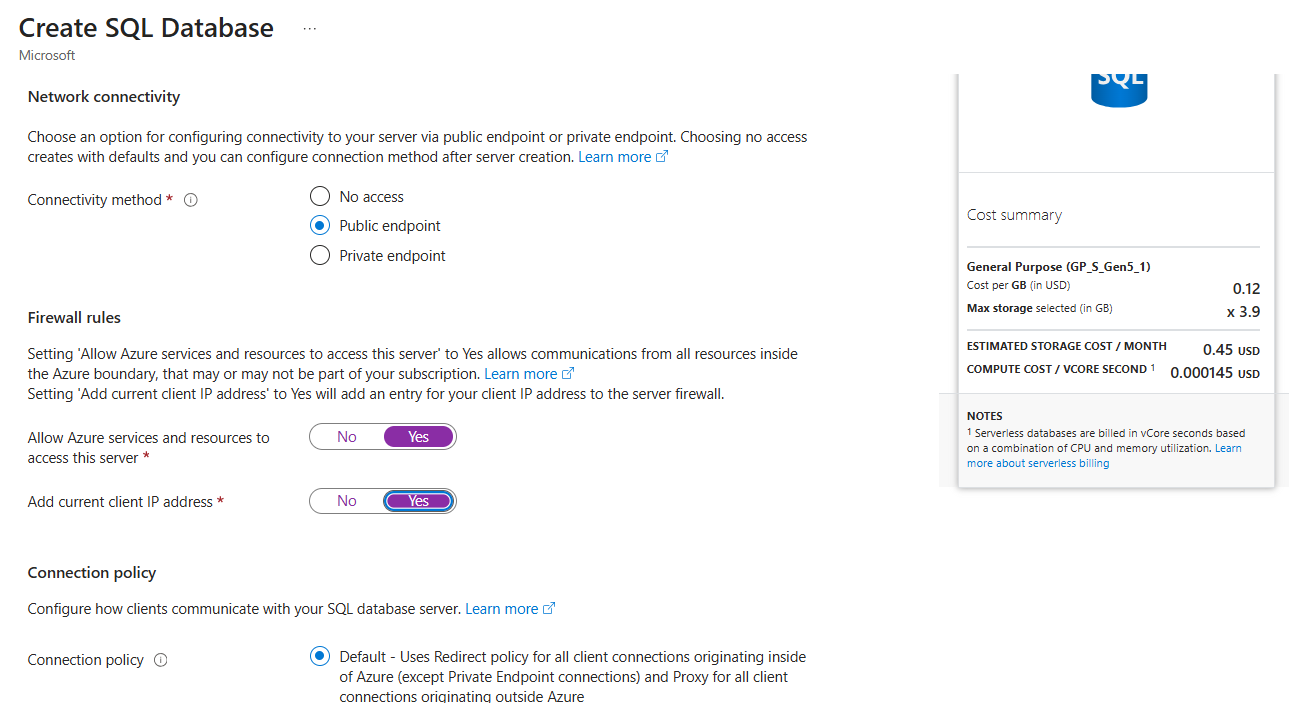 Create SQL Database ...
Microsoft
Network connectivity
Choose an option for configuring connectivity to your server via public endpoint or private endpoint. Choosing no access
creates with defaults and you can configure connection method after server creation. Learn more
Connectivity method *
No access
Public endpoint
Private endpoint
Firewall rules
Setting 'Allow Azure services and resources to access this server' to Yes allows communications from all resources inside
the Azure boundary, that may or may not be part of your subscription. Learn more
Setting 'Add current client IP address' to Yes will add an entry for your client IP address to the server firewall.
Allow Azure services and resources to
access this server *
No Yes
Add current client IP address *
No Yes
Connection policy
Configure how clients communicate with your SQL database server. Learn more
Connection policy
Default - Uses Redirect policy for all client connections originating inside
of Azure (except Private Endpoint connections) and Proxy for all client
connections originating outside Azure
SQL
Cost summary
General Purpose (GP_S_Gen5_1)
Cost per GB (in USD) 0.12
Max storage selected (in GB) x 3.9
ESTIMATED STORAGE COST / MONTH 0.45 USD
COMPUTE COST / VCORE SECOND 1 0.000145 USD
NOTES
1 Serverless databases are billed in vCore seconds based
on a combination of CPU and memory utilization. Learn
more about serverless billing